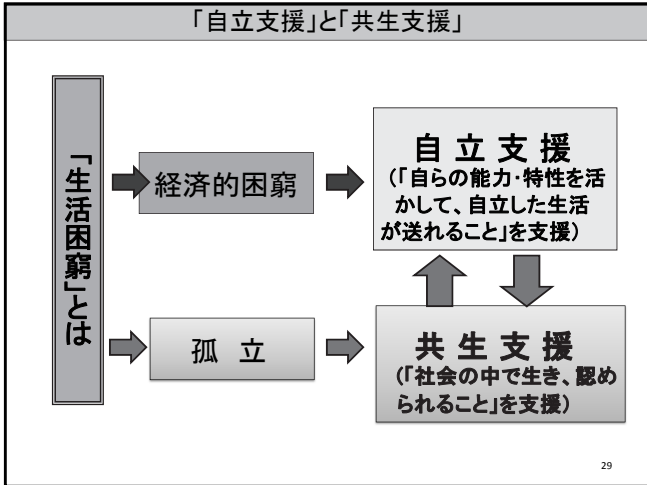 「自立支援」と「共生支援」
「生活困窮」とは
経済的困窮
自 立 支 援
(「自らの能力・特性を活
かして、自立した生活
が送れること」を支援)
孤 立
共 生 支 援
(「社会の中で生き、認め
られること」を支援)
29